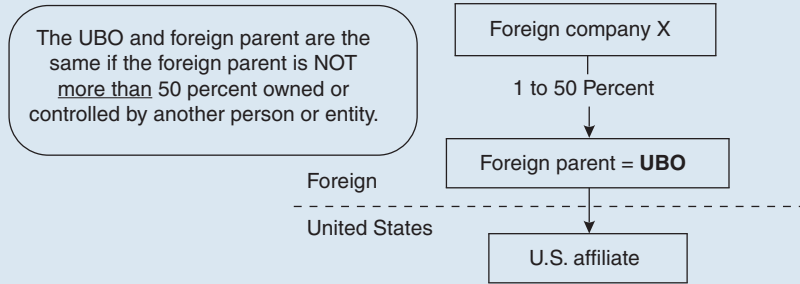 The UBO and foreign parent are the
same if the foreign parent is NOT
more than 50 percent owned or
controlled by another person or entity.
Foreign company X
1 to 50 Percent
Foreign parent = UBO
Foreign
United States
U.S. affiliate